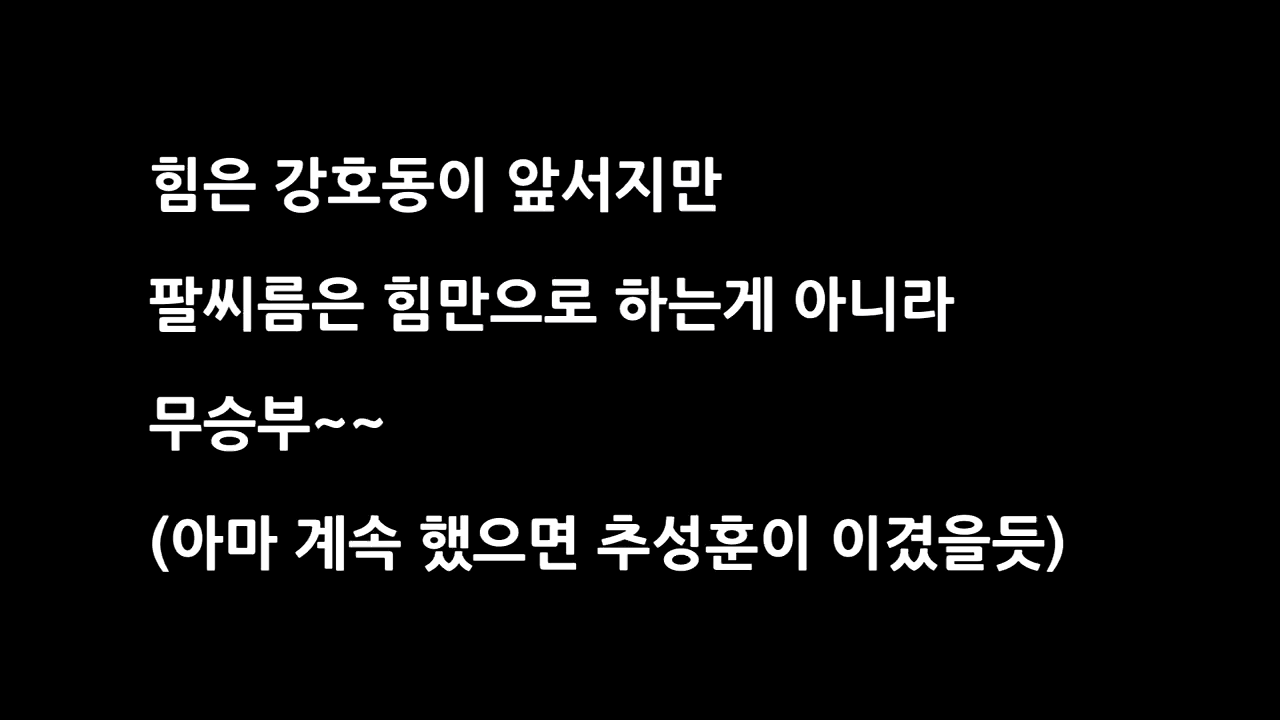 힘은 강호동이 앞서지만
팔씨름은 힘만으로 하는게 아니라
무승부~~
(아마 계속 했으면 추성훈이 이겼을듯)